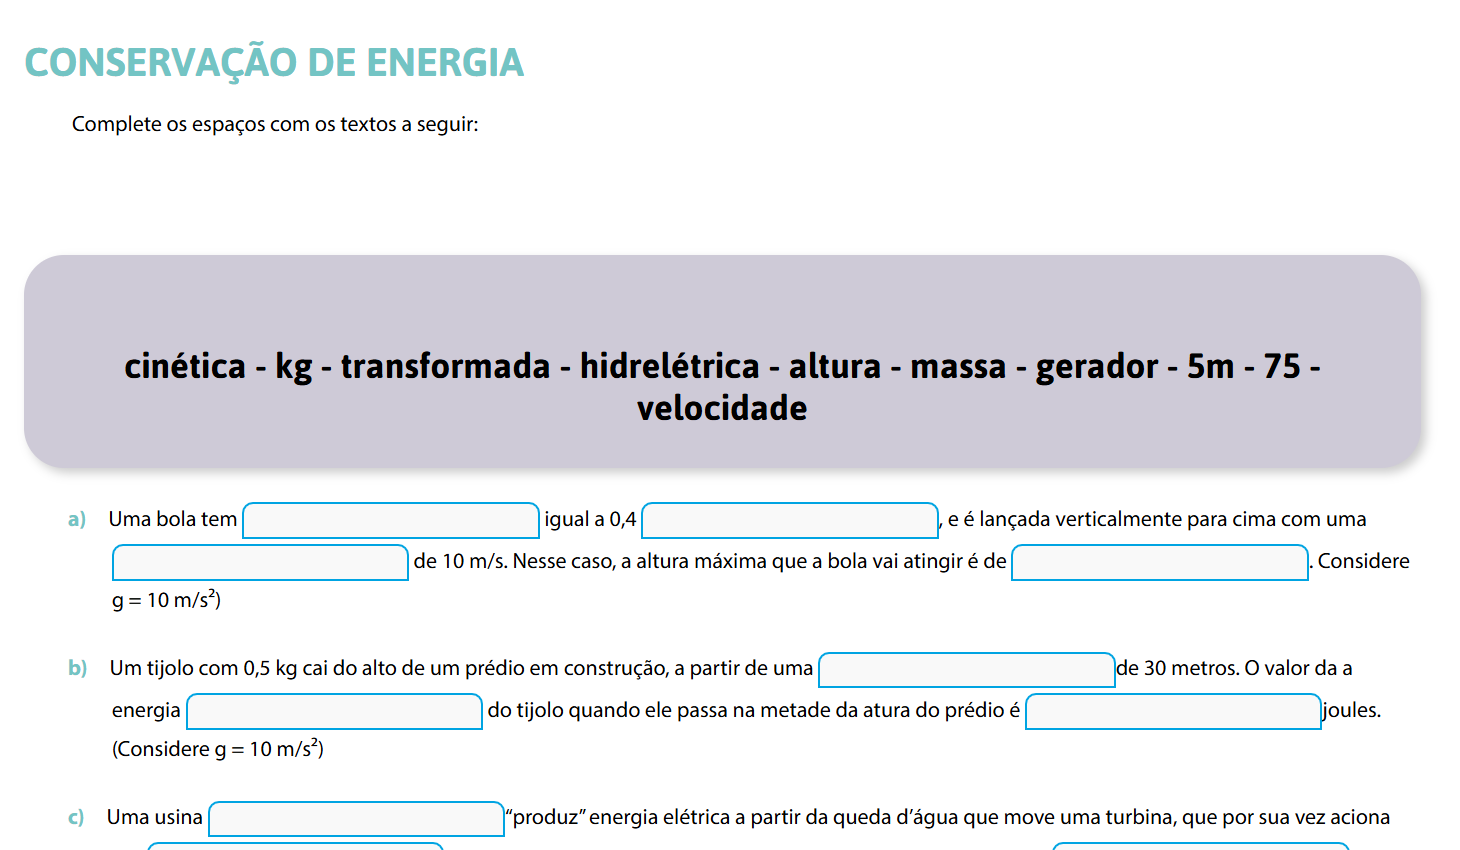 CONSERVAÇÃO DE ENERGIA
Complete os espaços com os textos a seguir:
cinética - kg - transformada - hidrelétrica - altura - massa - gerador - 5m - 75 -
velocidade
a) Uma bola tem igual a 0,4 , e é lançada verticalmente para cima com uma
de 10 m/s. Nesse caso, a altura máxima que a bola vai atingir é de . Considere
g = 10 m/s²)
b) Um tijolo com 0,5 kg cai do alto de um prédio em construção, a partir de uma de 30 metros. O valor da a
energia do tijolo quando ele passa na metade da atura do prédio é joules.
(Considere g = 10 m/s²)
c) Uma usina “produz” energia elétrica a partir da queda d’água que move uma turbina, que por sua vez aciona